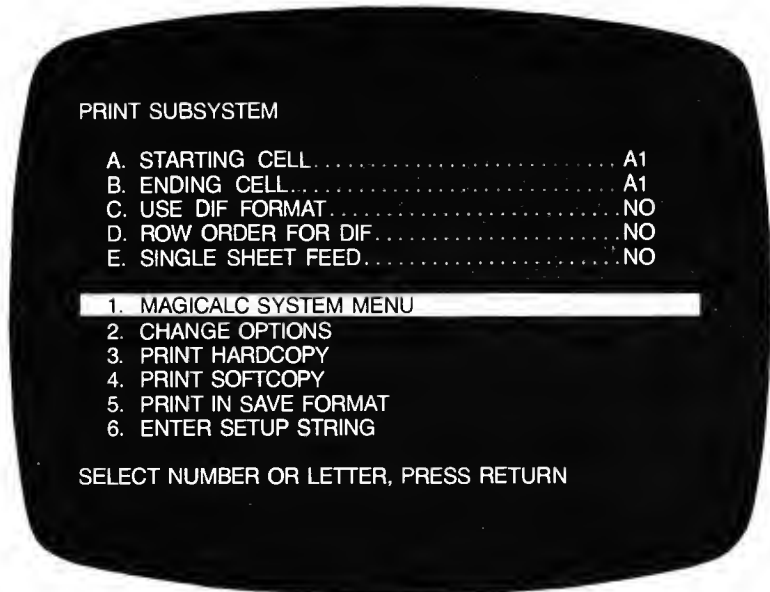 PRINT SUBSYSTEM
A. STARTING CELL................................A1
B. ENDING CELL..................................A1
C. USE DIF FORMAT.............................NO
D. ROW ORDER FOR DIF.......................NO
E. SINGLE SHEET FEED........................NO
1. MAGICALC SYSTEM MENU
2. CHANGE OPTIONS
3. PRINT HARDCOPY
4. PRINT SOFTCOPY
5. PRINT IN SAVE FORMAT
6. ENTER SETUP STRING
SELECT NUMBER OR LETTER, PRESS RETURN